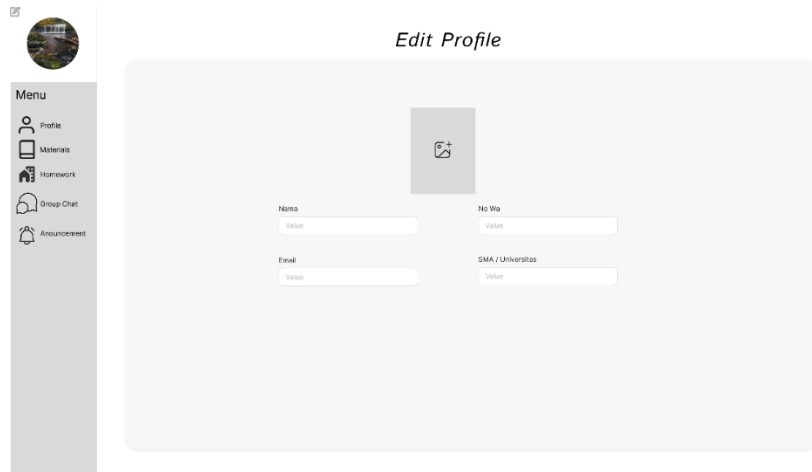 Edit Profile
Menu
Profile
Materials
Homework
Group Chat
Anouncement
Nama
Value
No Wa
Value
Email
Value
SMA / Universitas
Value